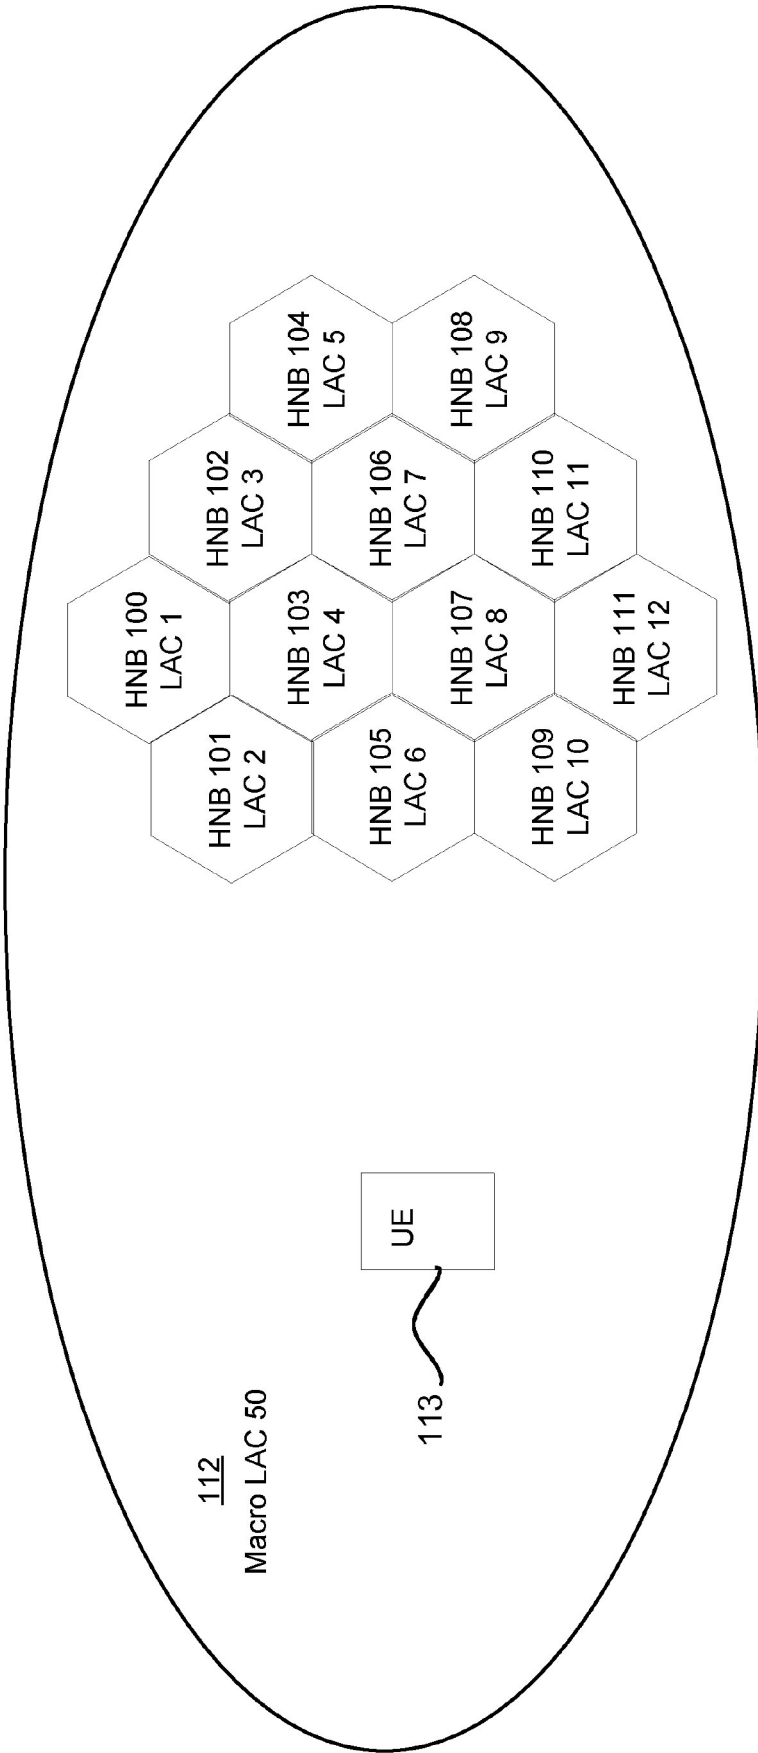 112
Macro LAC 50
UE
113
HNB 100
LAC 1
HNB 101
LAC 2
HNB 102
LAC 3
HNB 103
LAC 4
HNB 104
LAC 5
HNB 105
LAC 6
HNB 106
LAC 7
HNB 107
LAC 8
HNB 108
LAC 9
HNB 109
LAC 10
HNB 110
LAC 11
HNB 111
LAC 12